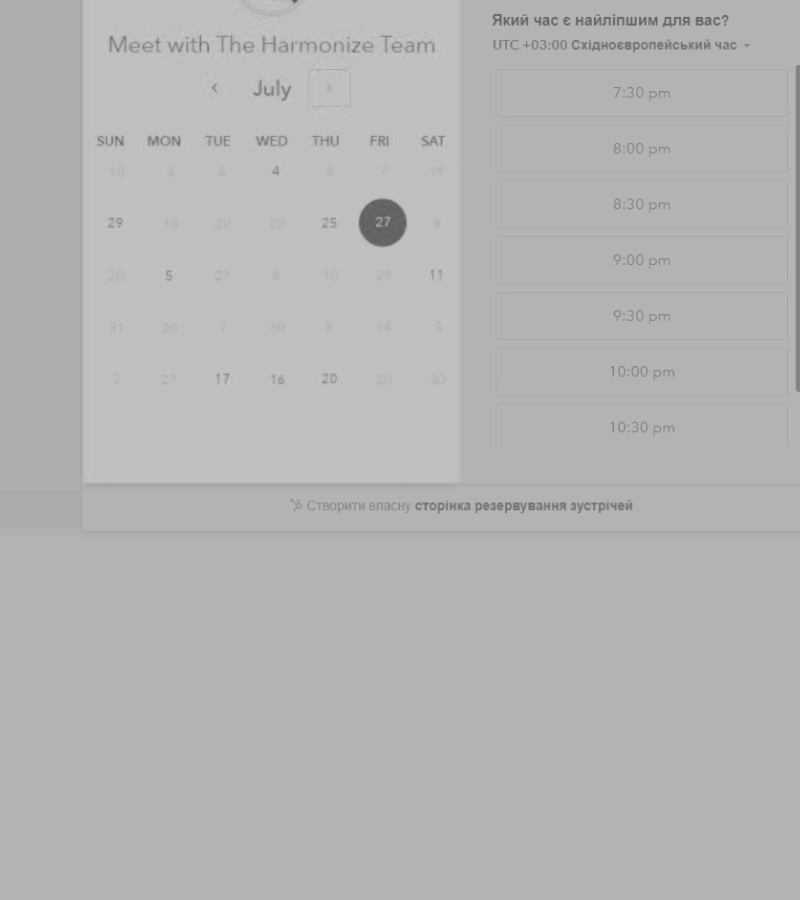 Meet with The Harmonize Team
July
SUN MON TUE WED THU FRI SAT
10 3 6 4 8 7 19
29 10 20 22 25 27 8
20 5 27 6 10 29 11
31 20 1 30 5 14 3
2 27 17 16 20 20 30
Який час є найліпшим для вас?
UTC +03:00 Східноєвропейський час
7:30 pm
8:00 pm
8:30 pm
9:00 pm
9:30 pm
10:00 pm
10:30 pm
Створити власну сторінка резервування зустрічей